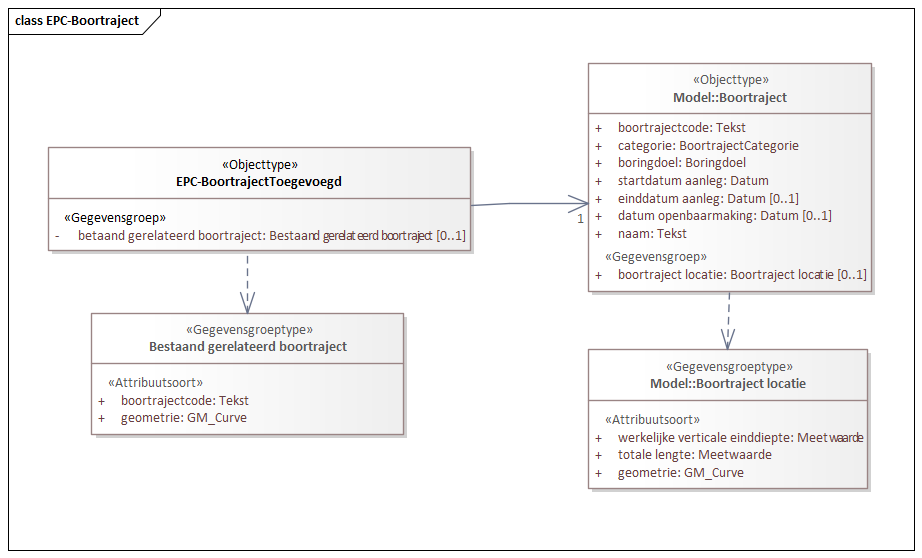 class EPC-Boortraject
«Objecttype»
EPC-BoortrajectToegevoegd
«Gegevensgroep»
- betaand gerelateerd boortraject: Bestaand gerelateerd boortraject [0..1]
«Gegevensgroeptype»
Bestaand gerelateerd boortraject
«Attribuutsoort»
+ boortrajectcode: Tekst
+ geometrie: GM_Curve
1
«Objecttype»
Model::Boortraject
+ boortrajectcode: Tekst
+ categorie: BoortrajectCategorie
+ boringdoel: Boringdoel
+ startdatum aanleg: Datum
+ einddatum aanleg: Datum [0..1]
+ datum openbaarmaking: Datum [0..1]
+ naam: Tekst
«Gegevensgroep»
+ boortraject locatie: Boortraject locatie [0..1]
«Gegevensgroeptype»
Model::Boortraject locatie
«Attribuutsoort»
+ werkelijke verticale einddiepte: Meetwaarde
+ totale lengte: Meetwaarde
+ geometrie: GM_Curve